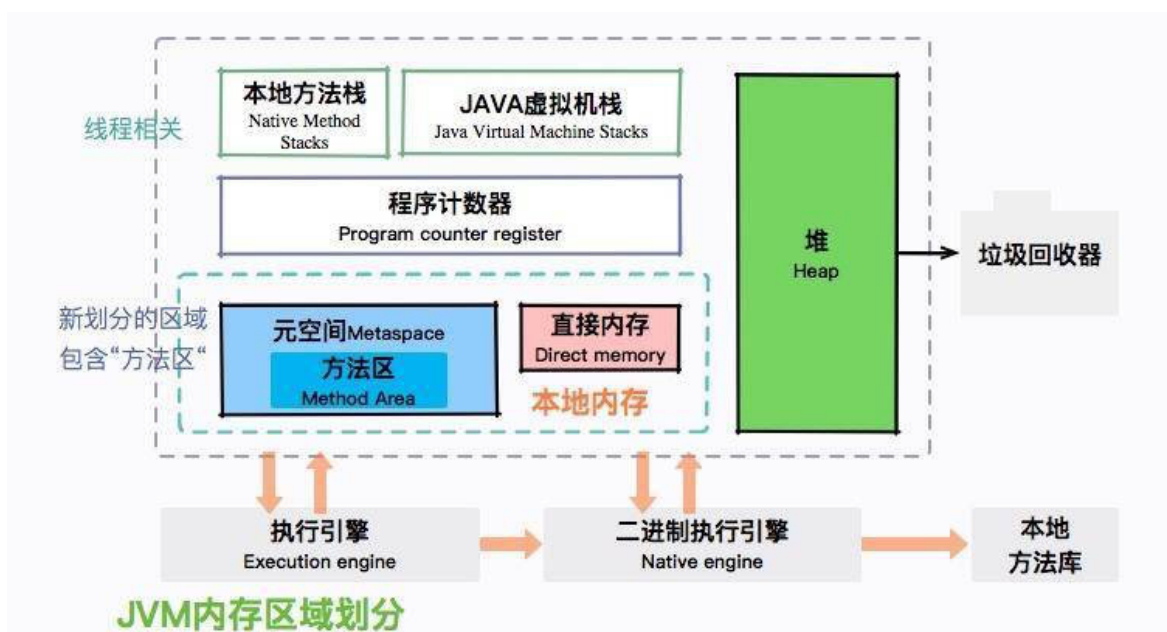 本地方法栈
Native Method
Stacks
JAVA虚拟机栈
Java Virtual Machine Stacks
线程相关
程序计数器
Program counter register
堆
Heap
垃圾回收器
新划分的区域
包含“方法区“
元空间Metaspace
方法区
Method Area
直接内存
Direct memory
本地内存
执行引擎
Execution engine
二进制执行引擎
Native engine
本地
方法库
JVM内存区域划分